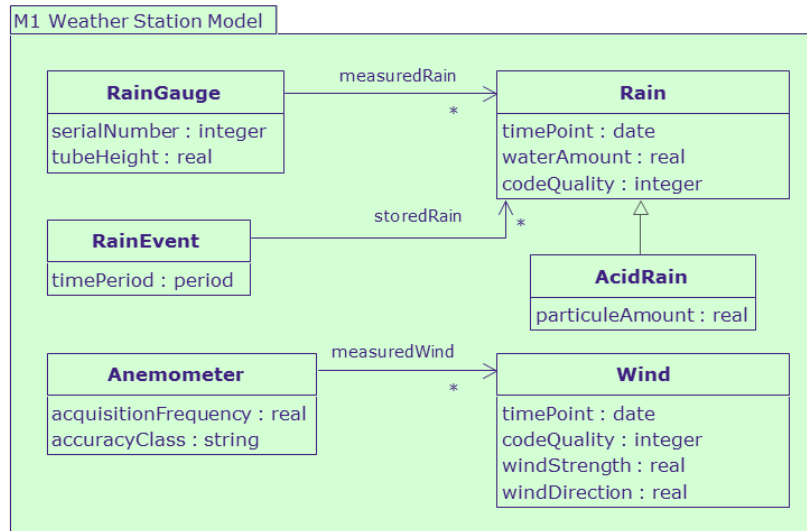 M1 Weather Station Model
RainGauge
serialNumber : integer
tubeHeight : real
measuredRain
*
Rain
timePoint : date
waterAmount : real
codeQuality : integer
RainEvent
timePeriod : period
storedRain
*
AcidRain
particuleAmount : real
Anemometer
acquisitionFrequency : real
accuracyClass : string
measuredWind
*
Wind
timePoint : date
codeQuality : integer
windStrength : real
windDirection : real